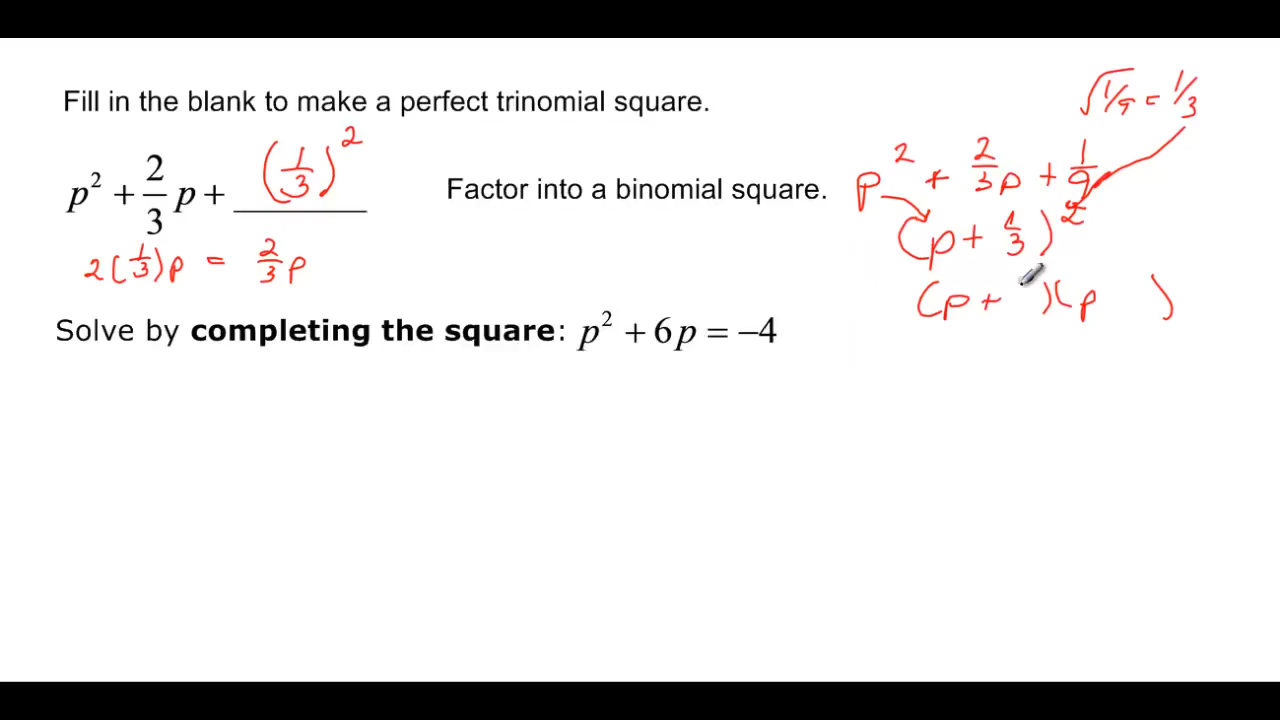 Fill in the blank to make a perfect trinomial square.
√1/9 = 1/3
p² + 2/3 p + (1/3)²
Factor into a binomial square.
p² + 2/3 p + 1/9
(p + 1/3)²
2(1/3)p = 2/3 p
(p + )(p )
Solve by completing the square: p² + 6p = −4